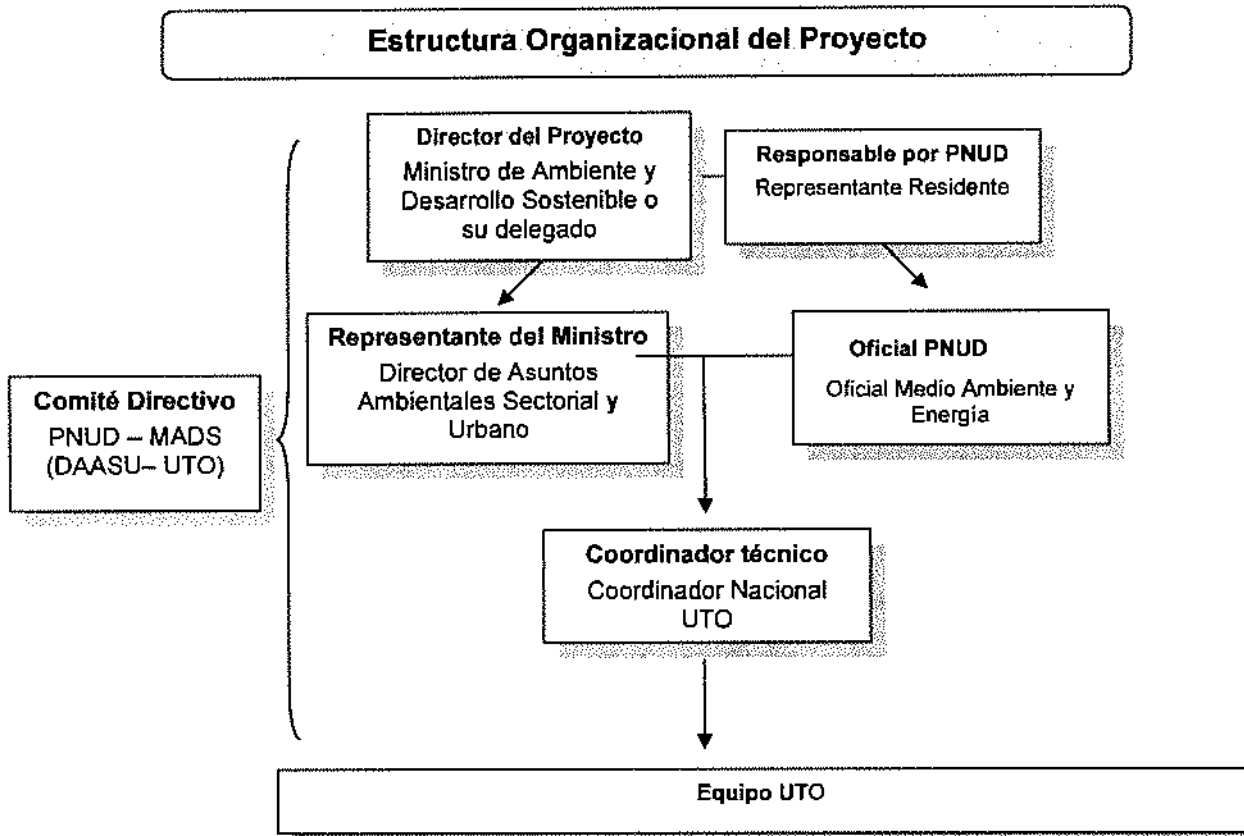 Estructura Organizacional del Proyecto
Director del Proyecto
Ministro de Ambiente y
Desarrollo Sostenible o
su delegado
Responsable por PNUD
Representante Residente
Representante del Ministro
Director de Asuntos
Ambientales Sectorial y
Urbano
Oficial PNUD
Oficial Medio Ambiente y
Energía
Comité Directivo
PNUD – MADS
(DAASU– UTO)
Coordinador técnico
Coordinador Nacional
UTO
Equipo UTO